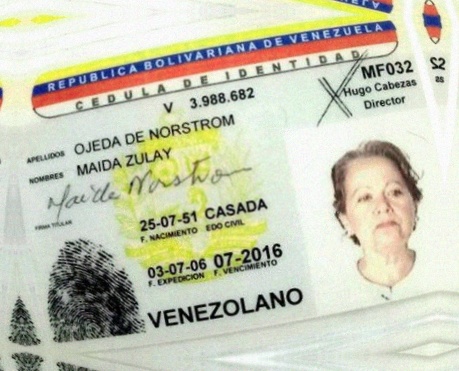 REPUBLICA BOLIVARIANA DE VENEZUELA
CEDULA DE IDENTIDAD
V 3.988.682
MF032
Hugo Cabezas
Director
APELLIDOS OJEDA DE NORSTROM
NOMBRES MAIDA ZULAY
Maida Norstrom
FIRMA TITULAR
25-07-51 CASADA
F. NACIMIENTO EDO CIVIL
03-07-06 07-2016
F. EXPEDICION F. VENCIMIENTO
VENEZOLANO